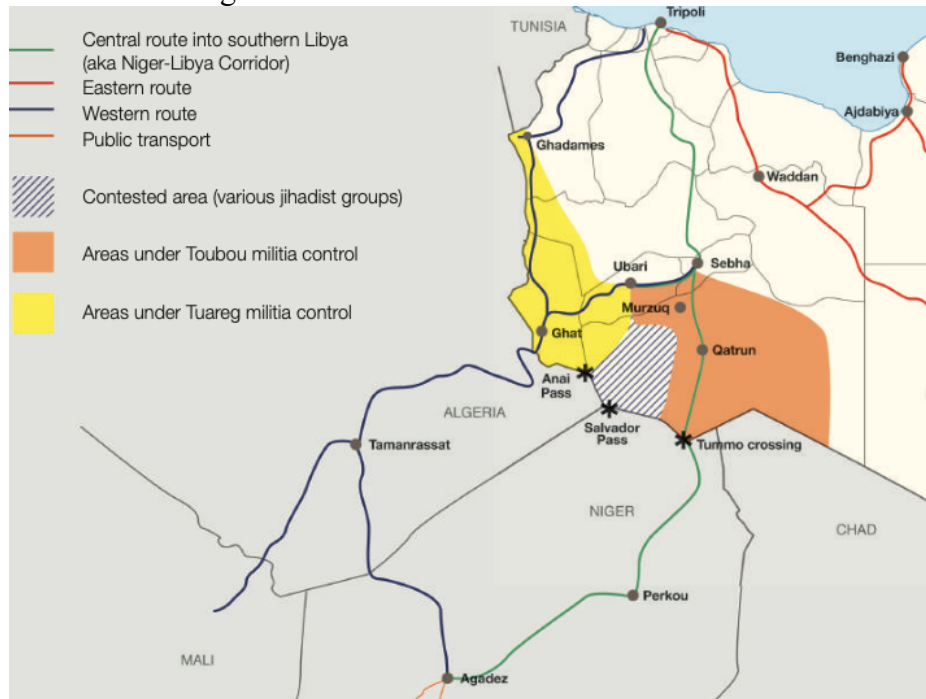 Central route into southern Libya
(aka Niger-Libya Corridor)
Eastern route
Western route
Public transport
Contested area (various jihadist groups)
Areas under Toubou militia control
Areas under Tuareg militia control
TUNISIA
Tripoli
Benghazi
Ajdabiya
Ghadames
Waddan
Ubari
Sebha
Murzuq
Ghat
Qatrun
Anai
Pass
ALGERIA
Salvador
Pass
Tamanrassat
Tummo crossing
NIGER
CHAD
Perkou
MALI
Agadez